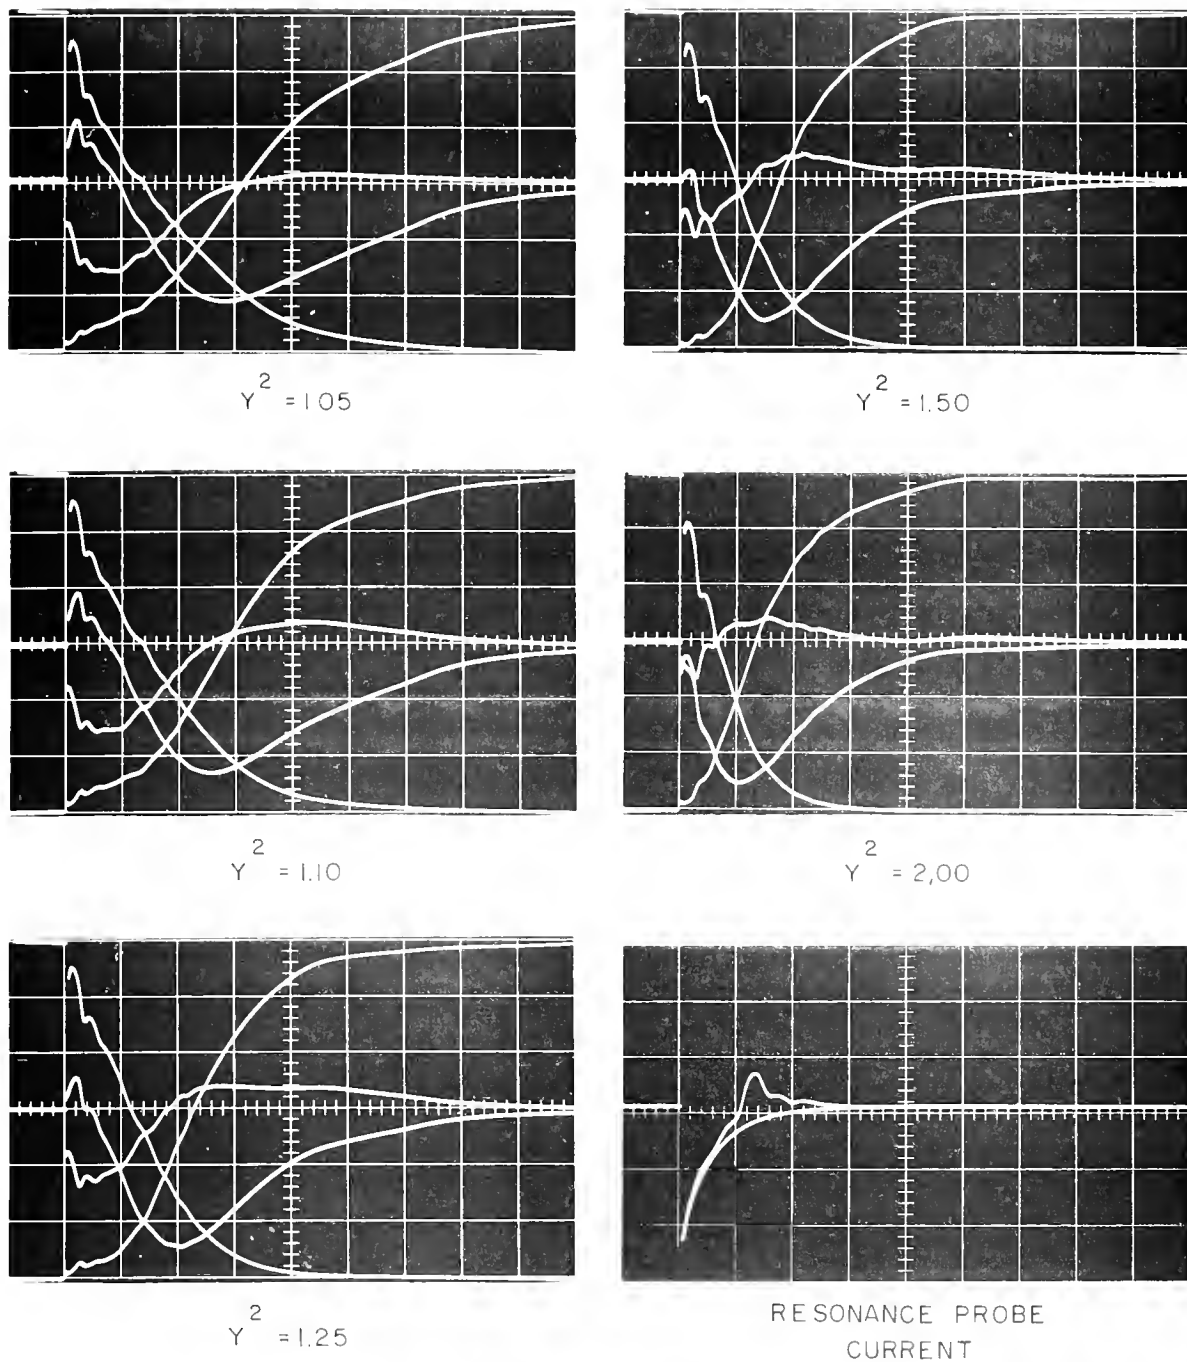 Y² = 1 05
Y² = 1.50
Y² = 1.10
Y² = 2,00
Y² = 1.25
RESONANCE PROBE
CURRENT